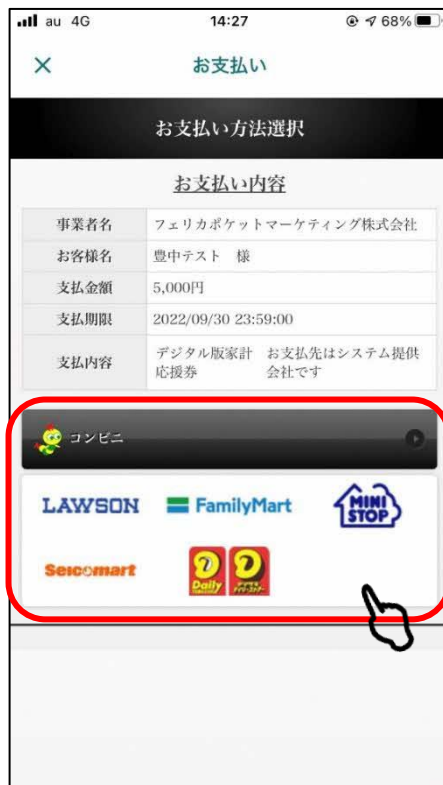 au 4G 14:27 68%
× お支払い
お支払い方法選択
お支払い内容
事業者名 フェリカポケットマーケティング株式会社
お客様名 豊中テスト 様
支払金額 5,000円
支払期限 2022/09/30 23:59:00
支払内容 デジタル版家計 お支払先はシステム提供
応援券 会社です
コンビニ
LAWSON FamilyMart MINI
STOP
Seicomart Daily